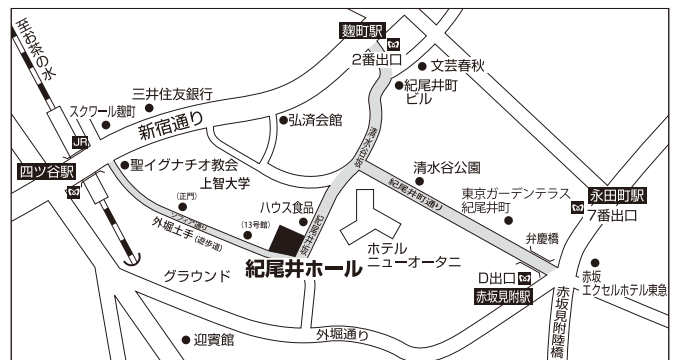 至お茶の水
麹町駅
2番出口
文芸春秋
紀尾井町
ビル
三井住友銀行
スクワール麹町
新宿通り
弘済会館
清水谷坂
JR
四ツ谷駅
聖イグナチオ教会
上智大学
清水谷公園
紀尾井町通り
東京ガーデンテラス
紀尾井町
永田町駅
7番出口
(正門)
ソフィア通り
外堀土手(遊歩道)
(13号館)
ハウス食品
紀尾井坂
弁慶橋
ホテル
ニューオータニ
グラウンド
紀尾井ホール
D出口
赤坂見附駅
赤坂
エクセルホテル東急
赤坂見附陸橋
外堀通り
迎賓館